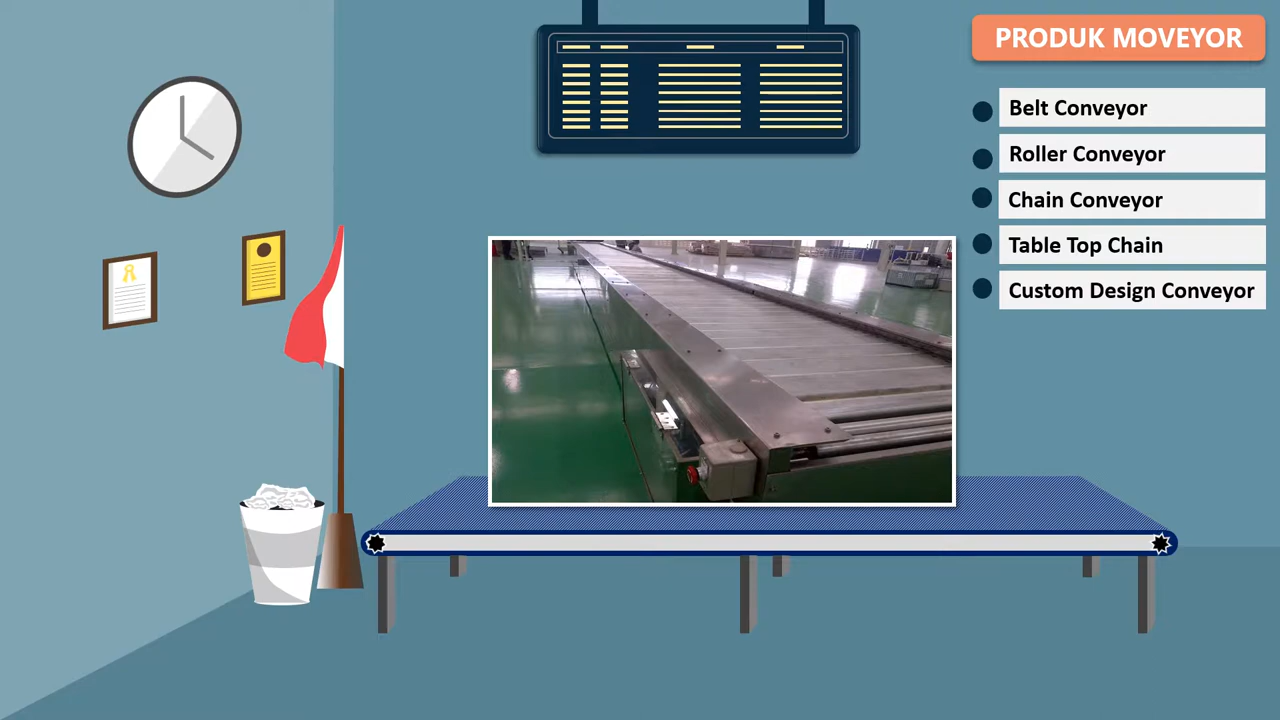 PRODUK MOVEYOR
Belt Conveyor
Roller Conveyor
Chain Conveyor
Table Top Chain
Custom Design Conveyor